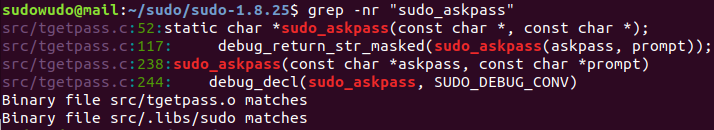 sudowudo@mail:~/sudo/sudo-1.8.25$ grep -nr "sudo_askpass"
src/tgetpass.c:52:static char *sudo_askpass(const char *, const char *);
src/tgetpass.c:117:    debug_return_str_masked(sudo_askpass(askpass, prompt));
src/tgetpass.c:238:sudo_askpass(const char *askpass, const char *prompt)
src/tgetpass.c:244:    debug_decl(sudo_askpass, SUDO_DEBUG_CONV)
Binary file src/tgetpass.o matches
Binary file src/.libs/sudo matches